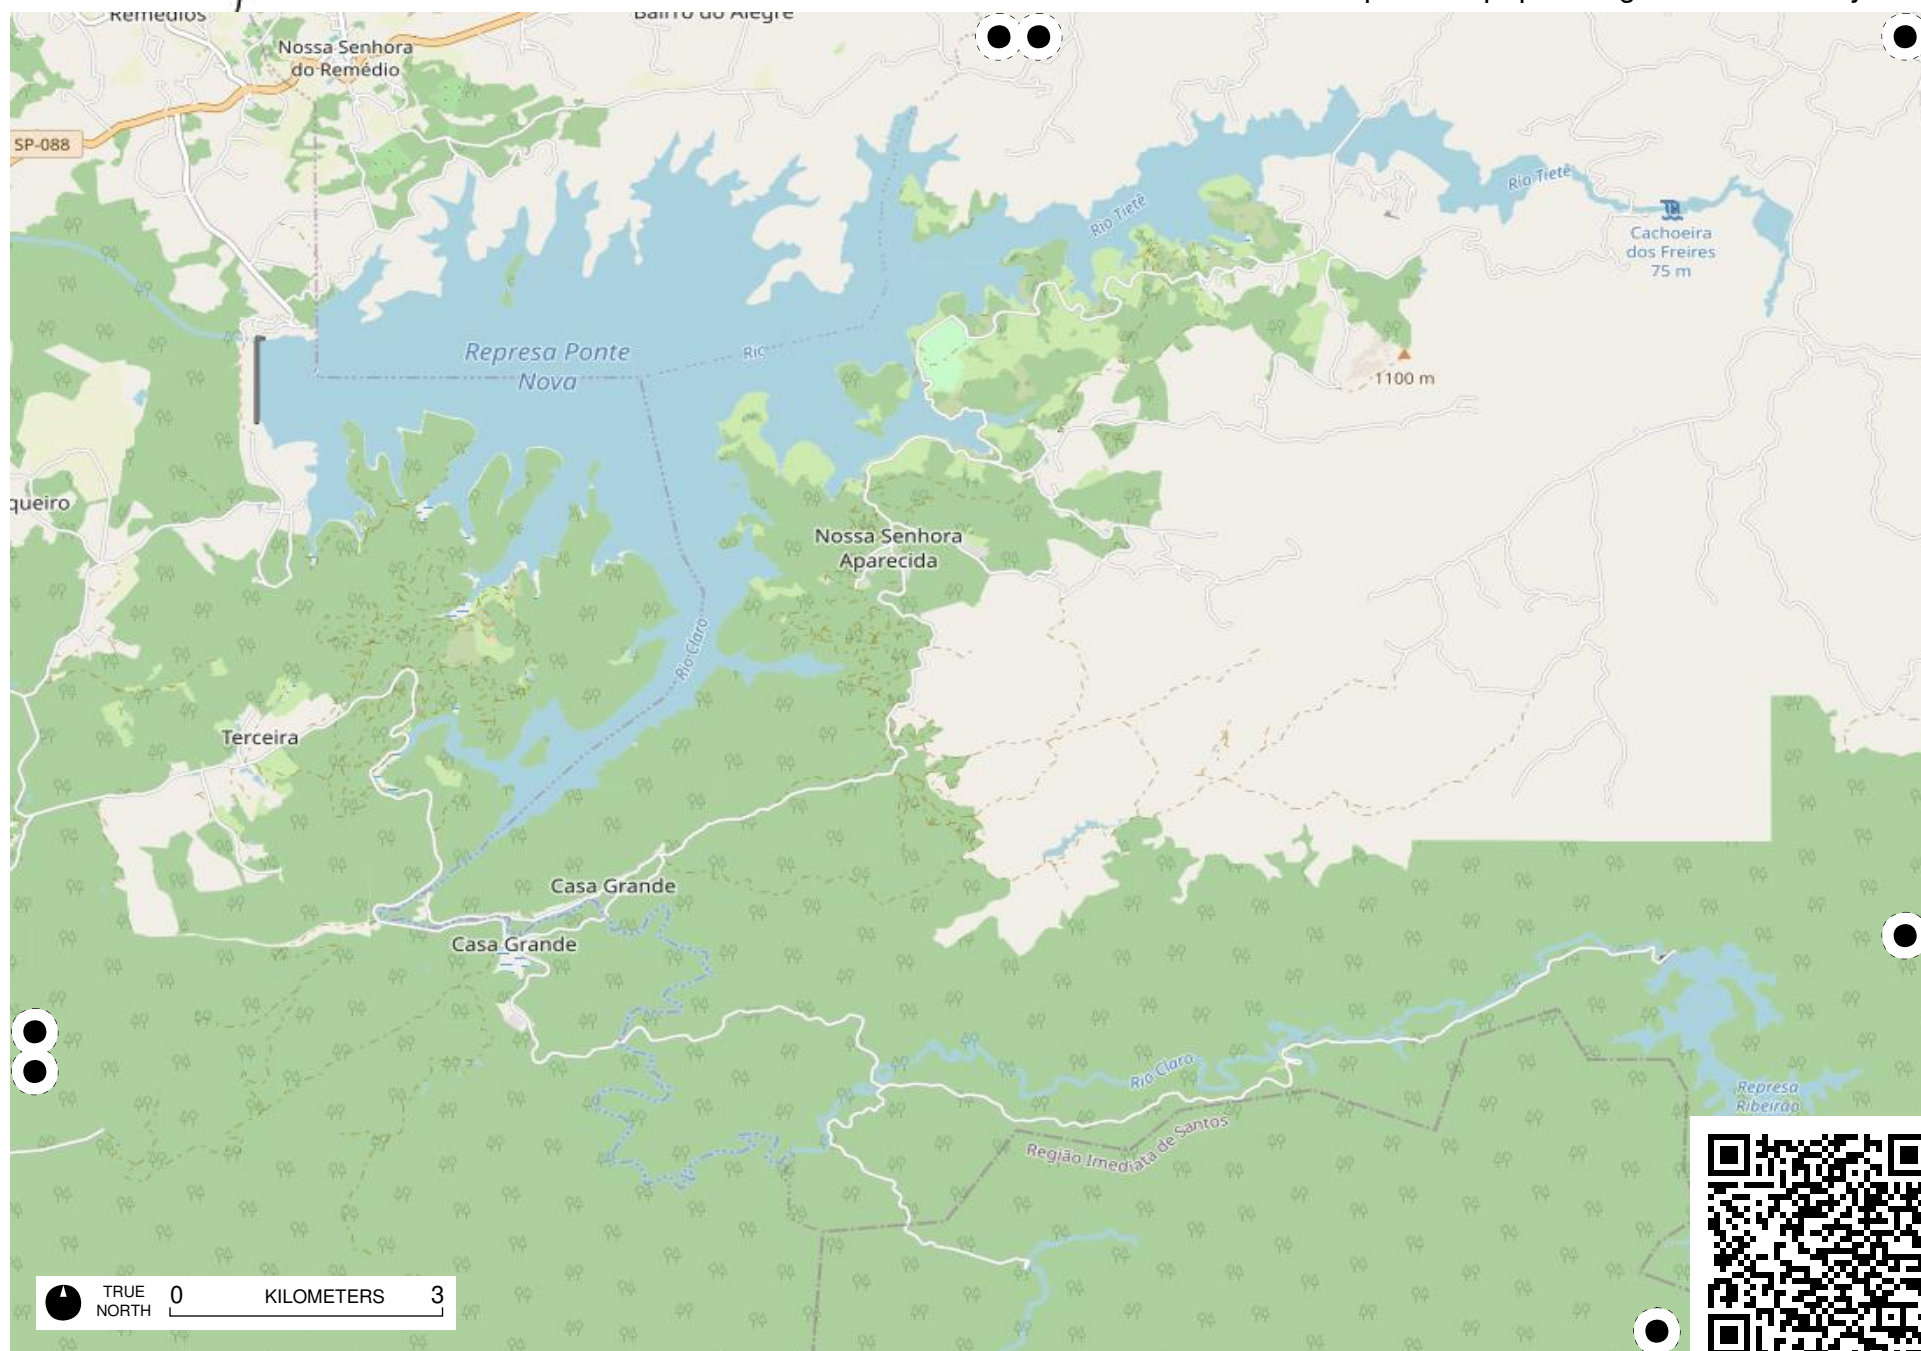 Remédios
Bairro do Alegre
Nossa Senhora
do Remédio
SP-088
Rio Tietê
Rio Tietê
Cachoeira
dos Freires
75 m
Represa Ponte
Nova
Rio
1100 m
queiro
Nossa Senhora
Aparecida
Rio Claro
Terceira
Casa Grande
Casa Grande
Rio Claro
Represa
Ribeirão
Região Imediata de Santos
TRUE
NORTH
0 KILOMETERS 3